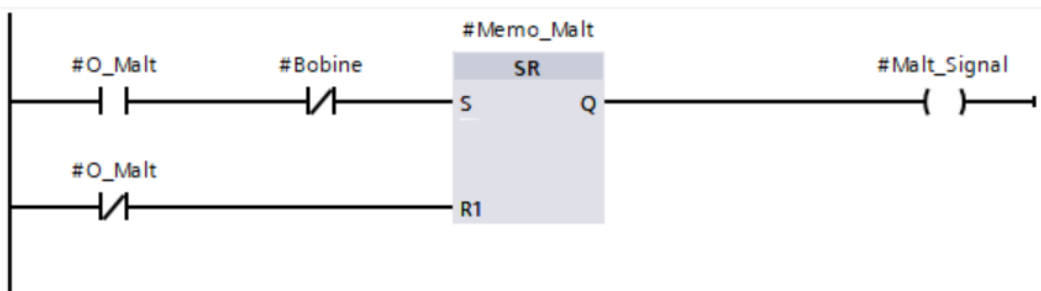 #Memo_Malt
#O_Malt
#Bobine
SR
#Malt_Signal
S
Q
#O_Malt
R1